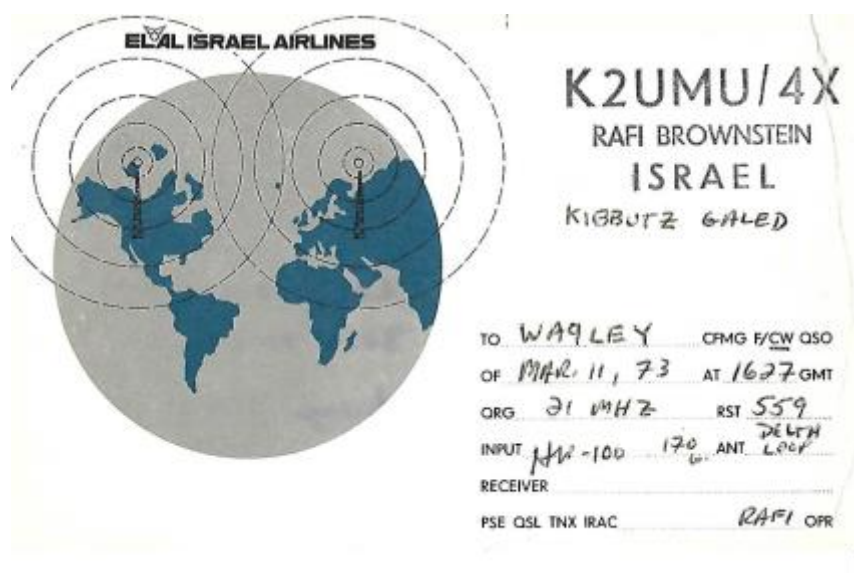 EL AL ISRAEL AIRLINES
K2UMU/4X
RAFI BROWNSTEIN
ISRAEL
KIBBUTZ GALED
TO WA9LEY CFMG F/CW QSO
OF MAR. 11, 73 AT 1627 GMT
QRG 21 MHZ RST 559
INPUT HW-100 170 W. ANT DELTA LOOP
RECEIVER
PSE QSL TNX IRAC RAFI OPR